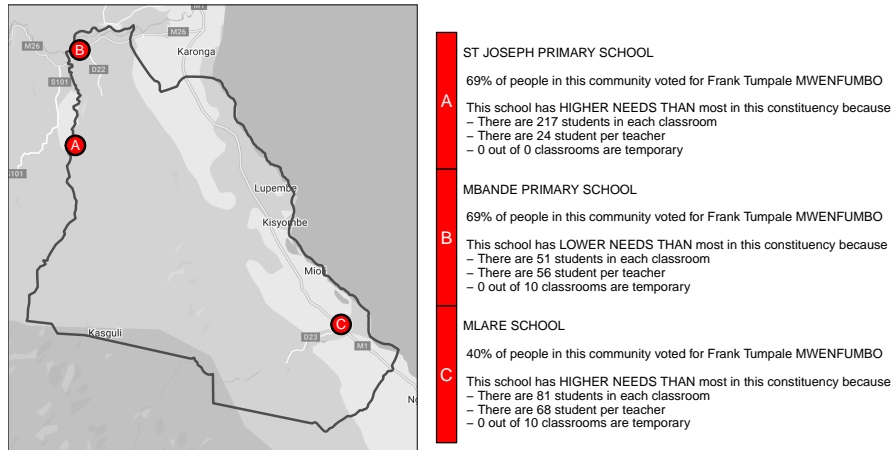 M1
M26
Karonga
B
M26
D22
S101
A
S101
Lupembe
Kisyombe
Mioli
C
Kasguli
D23
M1
A
ST JOSEPH PRIMARY SCHOOL
69% of people in this community voted for Frank Tumpale MWENFUMBO
This school has HIGHER NEEDS THAN most in this constituency because
– There are 217 students in each classroom
– There are 24 student per teacher
– 0 out of 0 classrooms are temporary
B
MBANDE PRIMARY SCHOOL
69% of people in this community voted for Frank Tumpale MWENFUMBO
This school has LOWER NEEDS THAN most in this constituency because
– There are 51 students in each classroom
– There are 56 student per teacher
– 0 out of 10 classrooms are temporary
C
MLARE SCHOOL
40% of people in this community voted for Frank Tumpale MWENFUMBO
This school has HIGHER NEEDS THAN most in this constituency because
– There are 81 students in each classroom
– There are 68 student per teacher
– 0 out of 10 classrooms are temporary